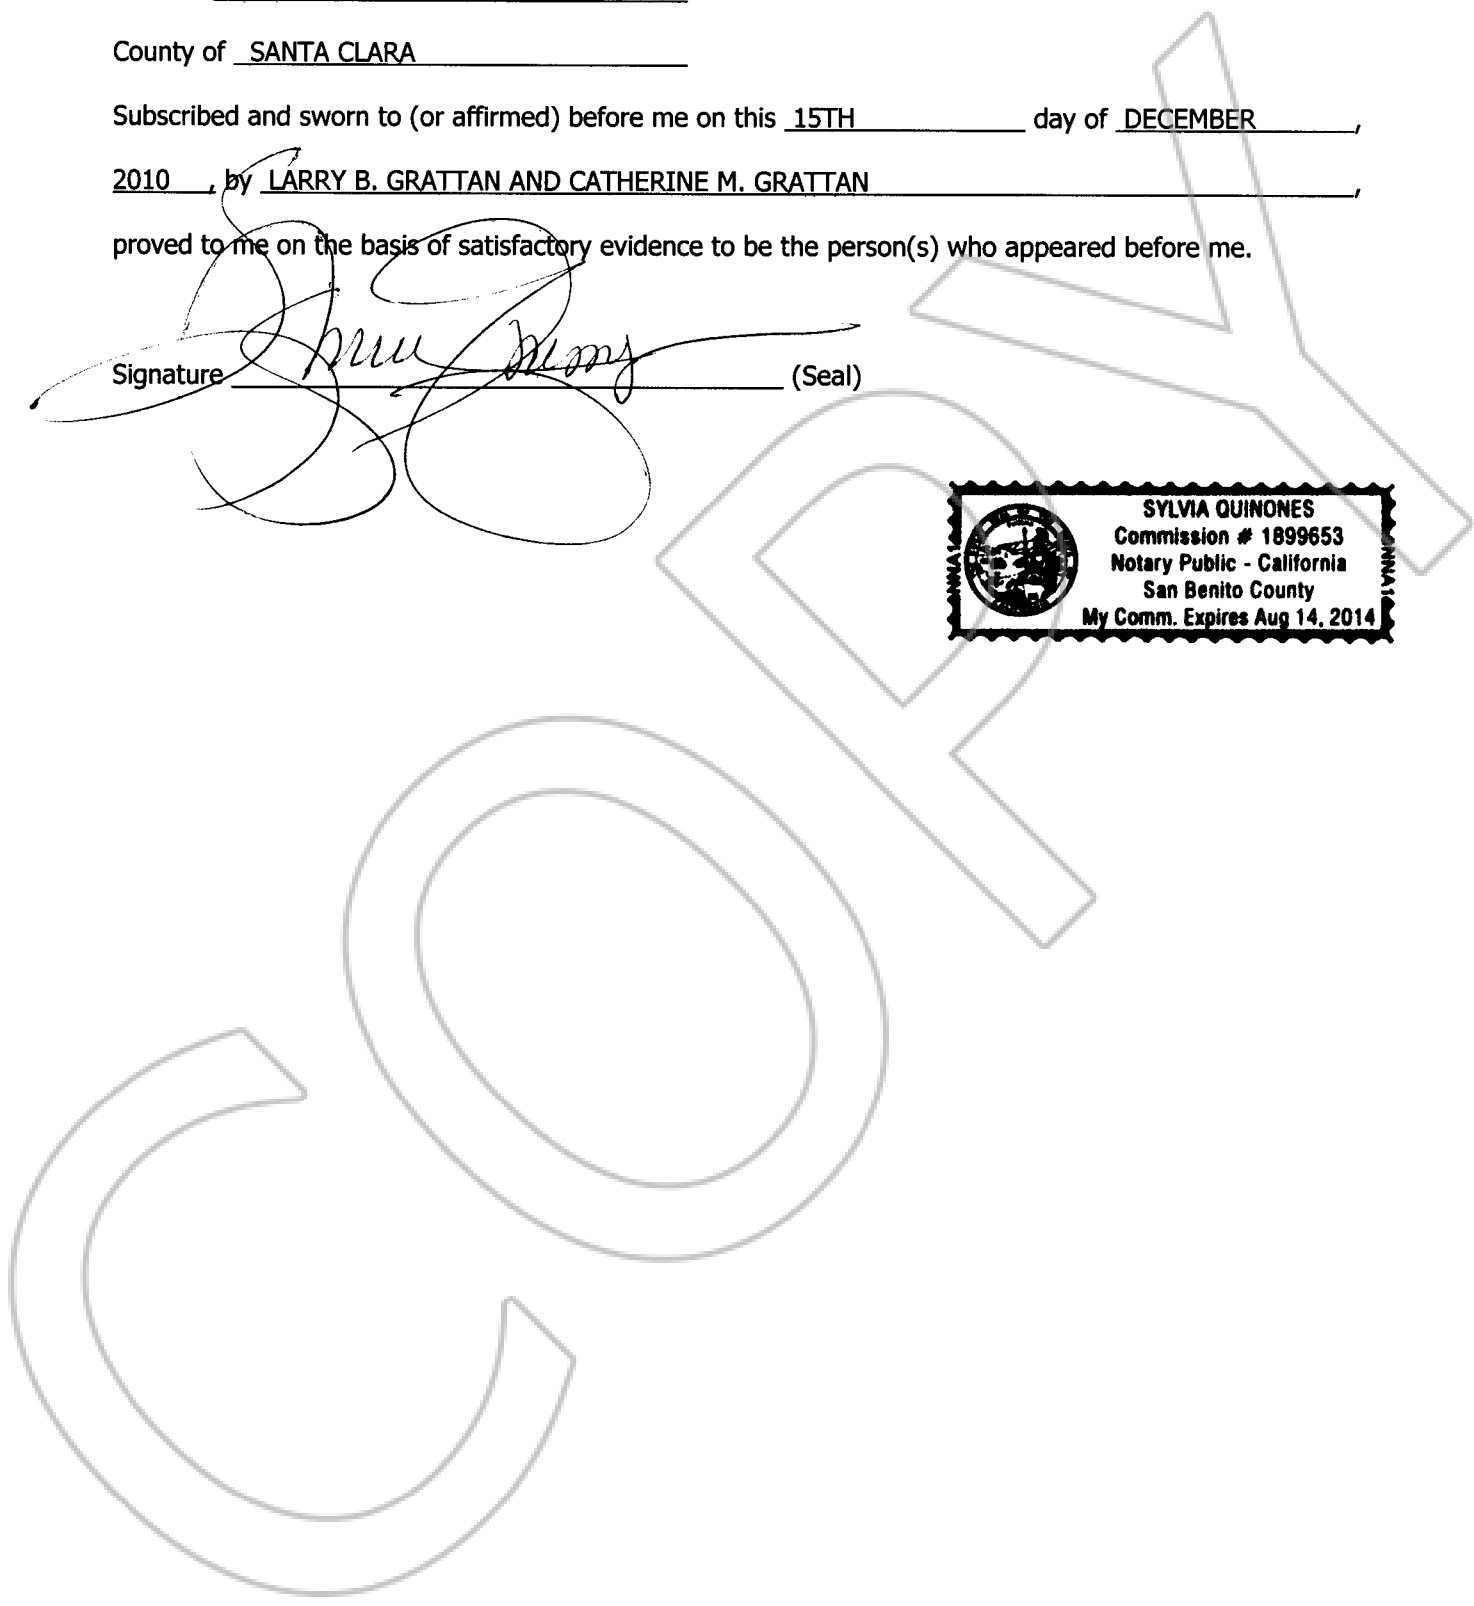 County of SANTA CLARA
Subscribed and sworn to (or affirmed) before me on this 15TH day of DECEMBER,
2010, by LARRY B. GRATTAN AND CATHERINE M. GRATTAN,
proved to me on the basis of satisfactory evidence to be the person(s) who appeared before me.
Signature (Seal)
SYLVIA QUINONES
Commission # 1899653
Notary Public - California
San Benito County
My Comm. Expires Aug 14, 2014
COPY